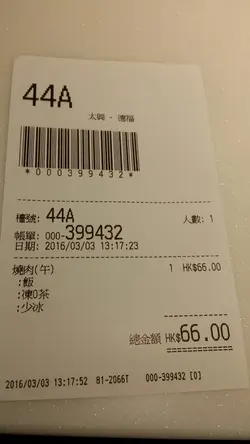 44A
太興 - 灣福
*000399432*
檯號: 44A 人數: 1
帳單: 000-399432
日期: 2016/03/03 13:17:23
燒肉(午) 1 HK$66.00
:飯
:凍0茶
:少冰
總金額 HK$66.00
2016/03/03 13:17:52 81-2066T 000-399432 [0]